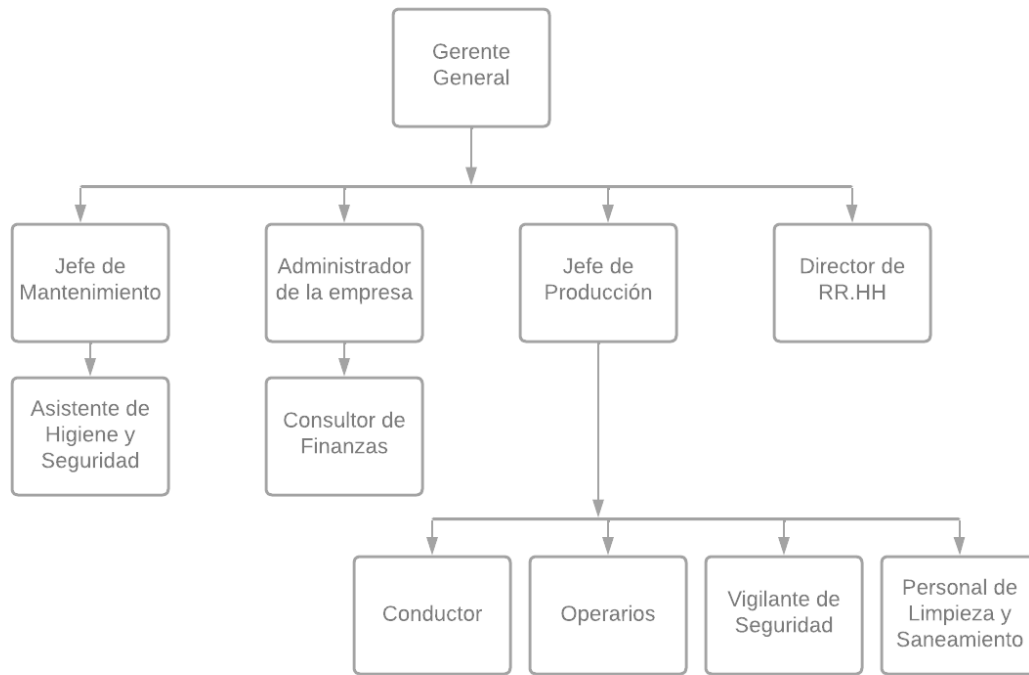 Gerente
General
Jefe de
Mantenimiento
Administrador
de la empresa
Jefe de
Producción
Director de
RR.HH
Asistente de
Higiene y
Seguridad
Consultor de
Finanzas
Conductor
Operarios
Vigilante de
Seguridad
Personal de
Limpieza y
Saneamiento